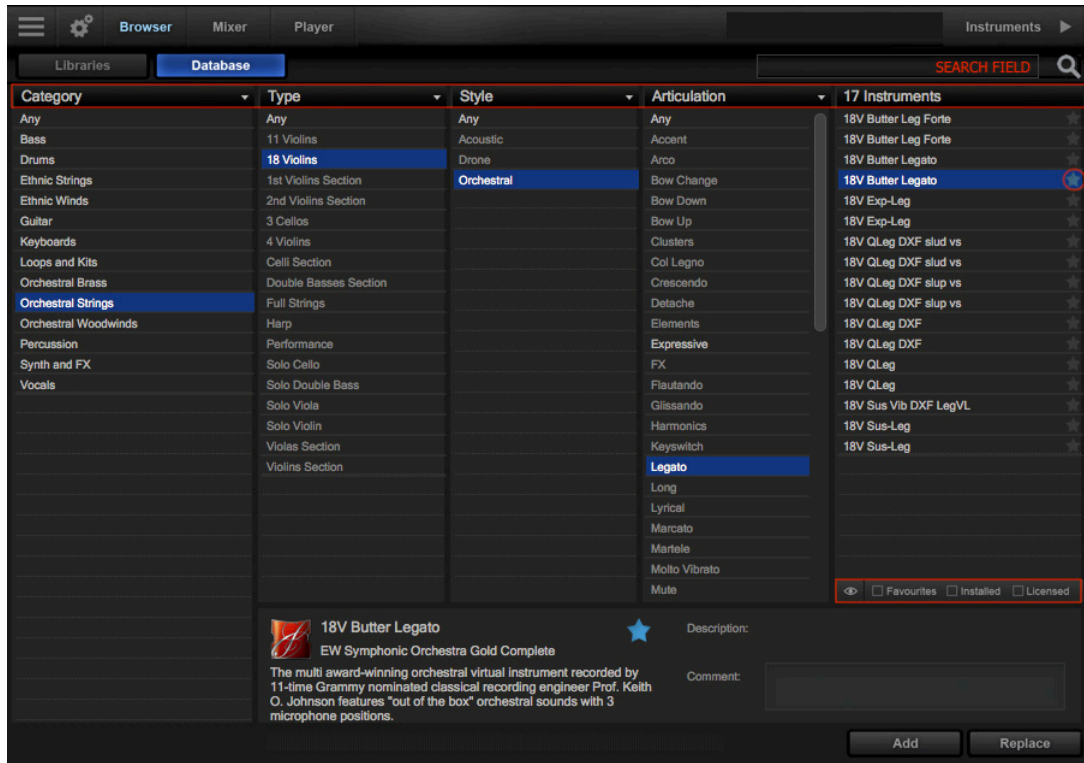 Browser Mixer Player Instruments
Libraries Database SEARCH FIELD
Category Type Style Articulation 17 Instruments
Any Any Any Any 18V Butter Leg Forte
Bass 11 Violins Acoustic Accent 18V Butter Leg Forte
Drums 18 Violins Drone Arco 18V Butter Legato
Ethnic Strings 1st Violins Section Orchestral Bow Change 18V Butter Legato
Ethnic Winds 2nd Violins Section Bow Down 18V Exp-Leg
Guitar 3 Cellos Bow Up 18V Exp-Leg
Keyboards 4 Violins Clusters 18V QLeg DXF slud vs
Loops and Kits Celli Section Col Legno 18V QLeg DXF slud vs
Orchestral Brass Double Basses Section Crescendo 18V QLeg DXF slup vs
Orchestral Strings Full Strings Detache 18V QLeg DXF slup vs
Orchestral Woodwinds Harp Elements 18V QLeg DXF
Percussion Performance Expressive 18V QLeg DXF
Synth and FX Solo Cello FX 18V QLeg
Vocals Solo Double Bass Flautando 18V QLeg
Solo Viola Glissando 18V Sus Vib DXF LegVL
Solo Violin Harmonics 18V Sus-Leg
Violas Section Keyswitch 18V Sus-Leg
Violins Section Legato
Long
Lyrical
Marcato
Martele
Molto Vibrato
Mute Favourites Installed Licensed
18V Butter Legato Description:
EW Symphonic Orchestra Gold Complete
The multi award-winning orchestral virtual instrument recorded by
11-time Grammy nominated classical recording engineer Prof. Keith Comment:
O. Johnson features "out of the box" orchestral sounds with 3
microphone positions.
Add Replace